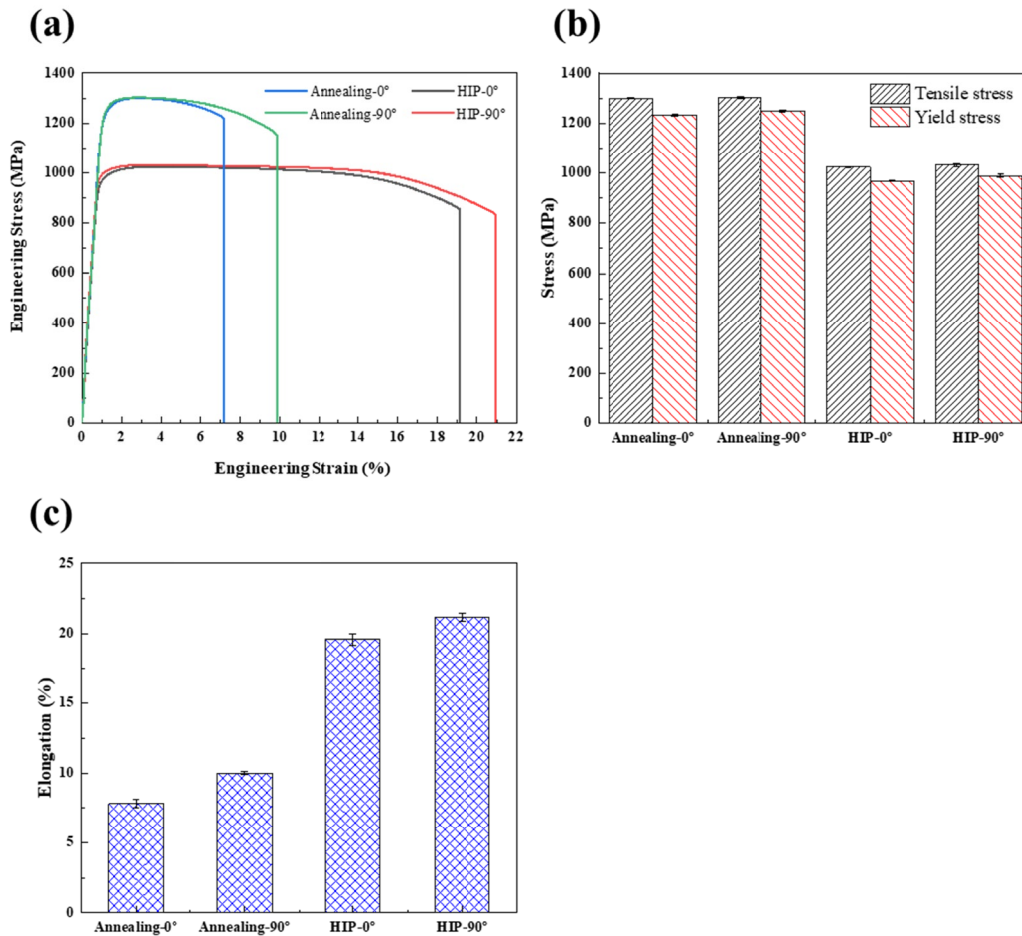 (a)
1400
1200
1000
800
600
400
200
0
Engineering Stress (MPa)
Annealing-0°
HIP-0°
Annealing-90°
HIP-90°
0 2 4 6 8 10 12 14 16 18 20 22
Engineering Strain (%)
(b)
1400
1200
1000
800
600
400
200
0
Stress (MPa)
Tensile stress
Yield stress
Annealing-0° Annealing-90° HIP-0° HIP-90°
(c)
25
20
15
10
5
0
Elongation (%)
Annealing-0° Annealing-90° HIP-0° HIP-90°